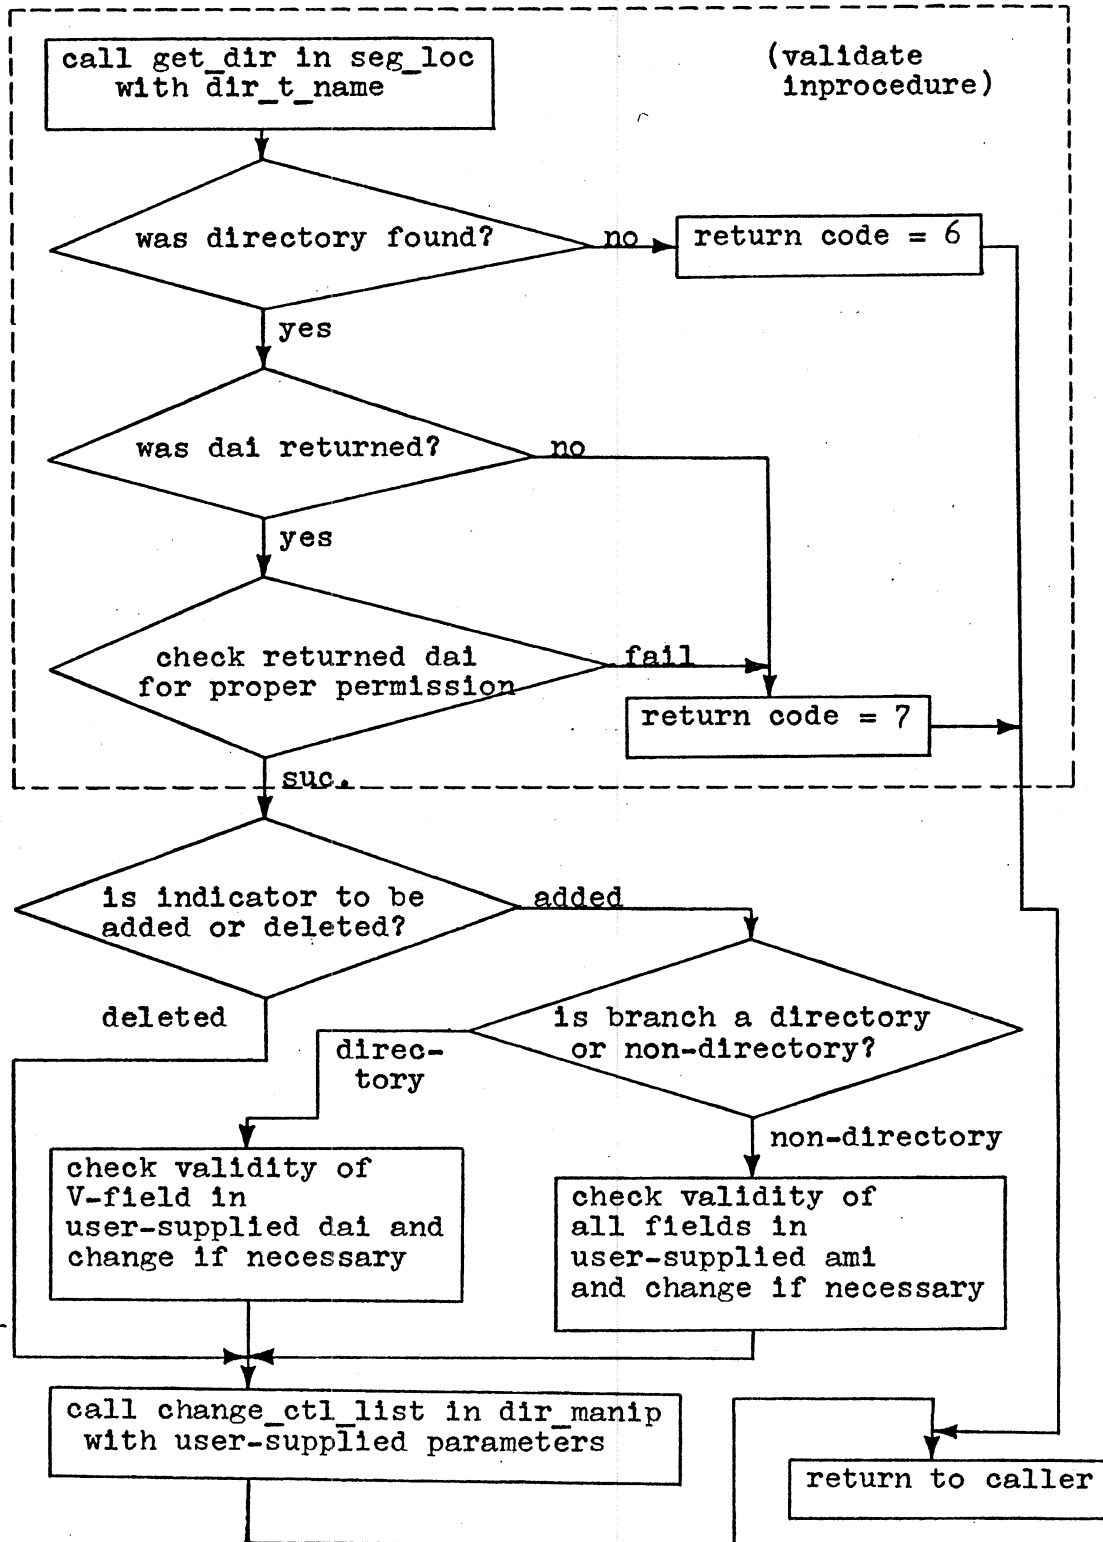 call get_dir in seg_loc
with dir_t_name
(validate
inprocedure)
was directory found?
no
return code = 6
yes
was dai returned?
no
yes
check returned dai
for proper permission
fail
return code = 7
suc.
is indicator to be
added or deleted?
added
deleted
is branch a directory
or non-directory?
direc-
tory
non-directory
check validity of
V-field in
user-supplied dai and
change if necessary
check validity of
all fields in
user-supplied ami
and change if necessary
call change_ctl_list in dir_manip
with user-supplied parameters
return to caller